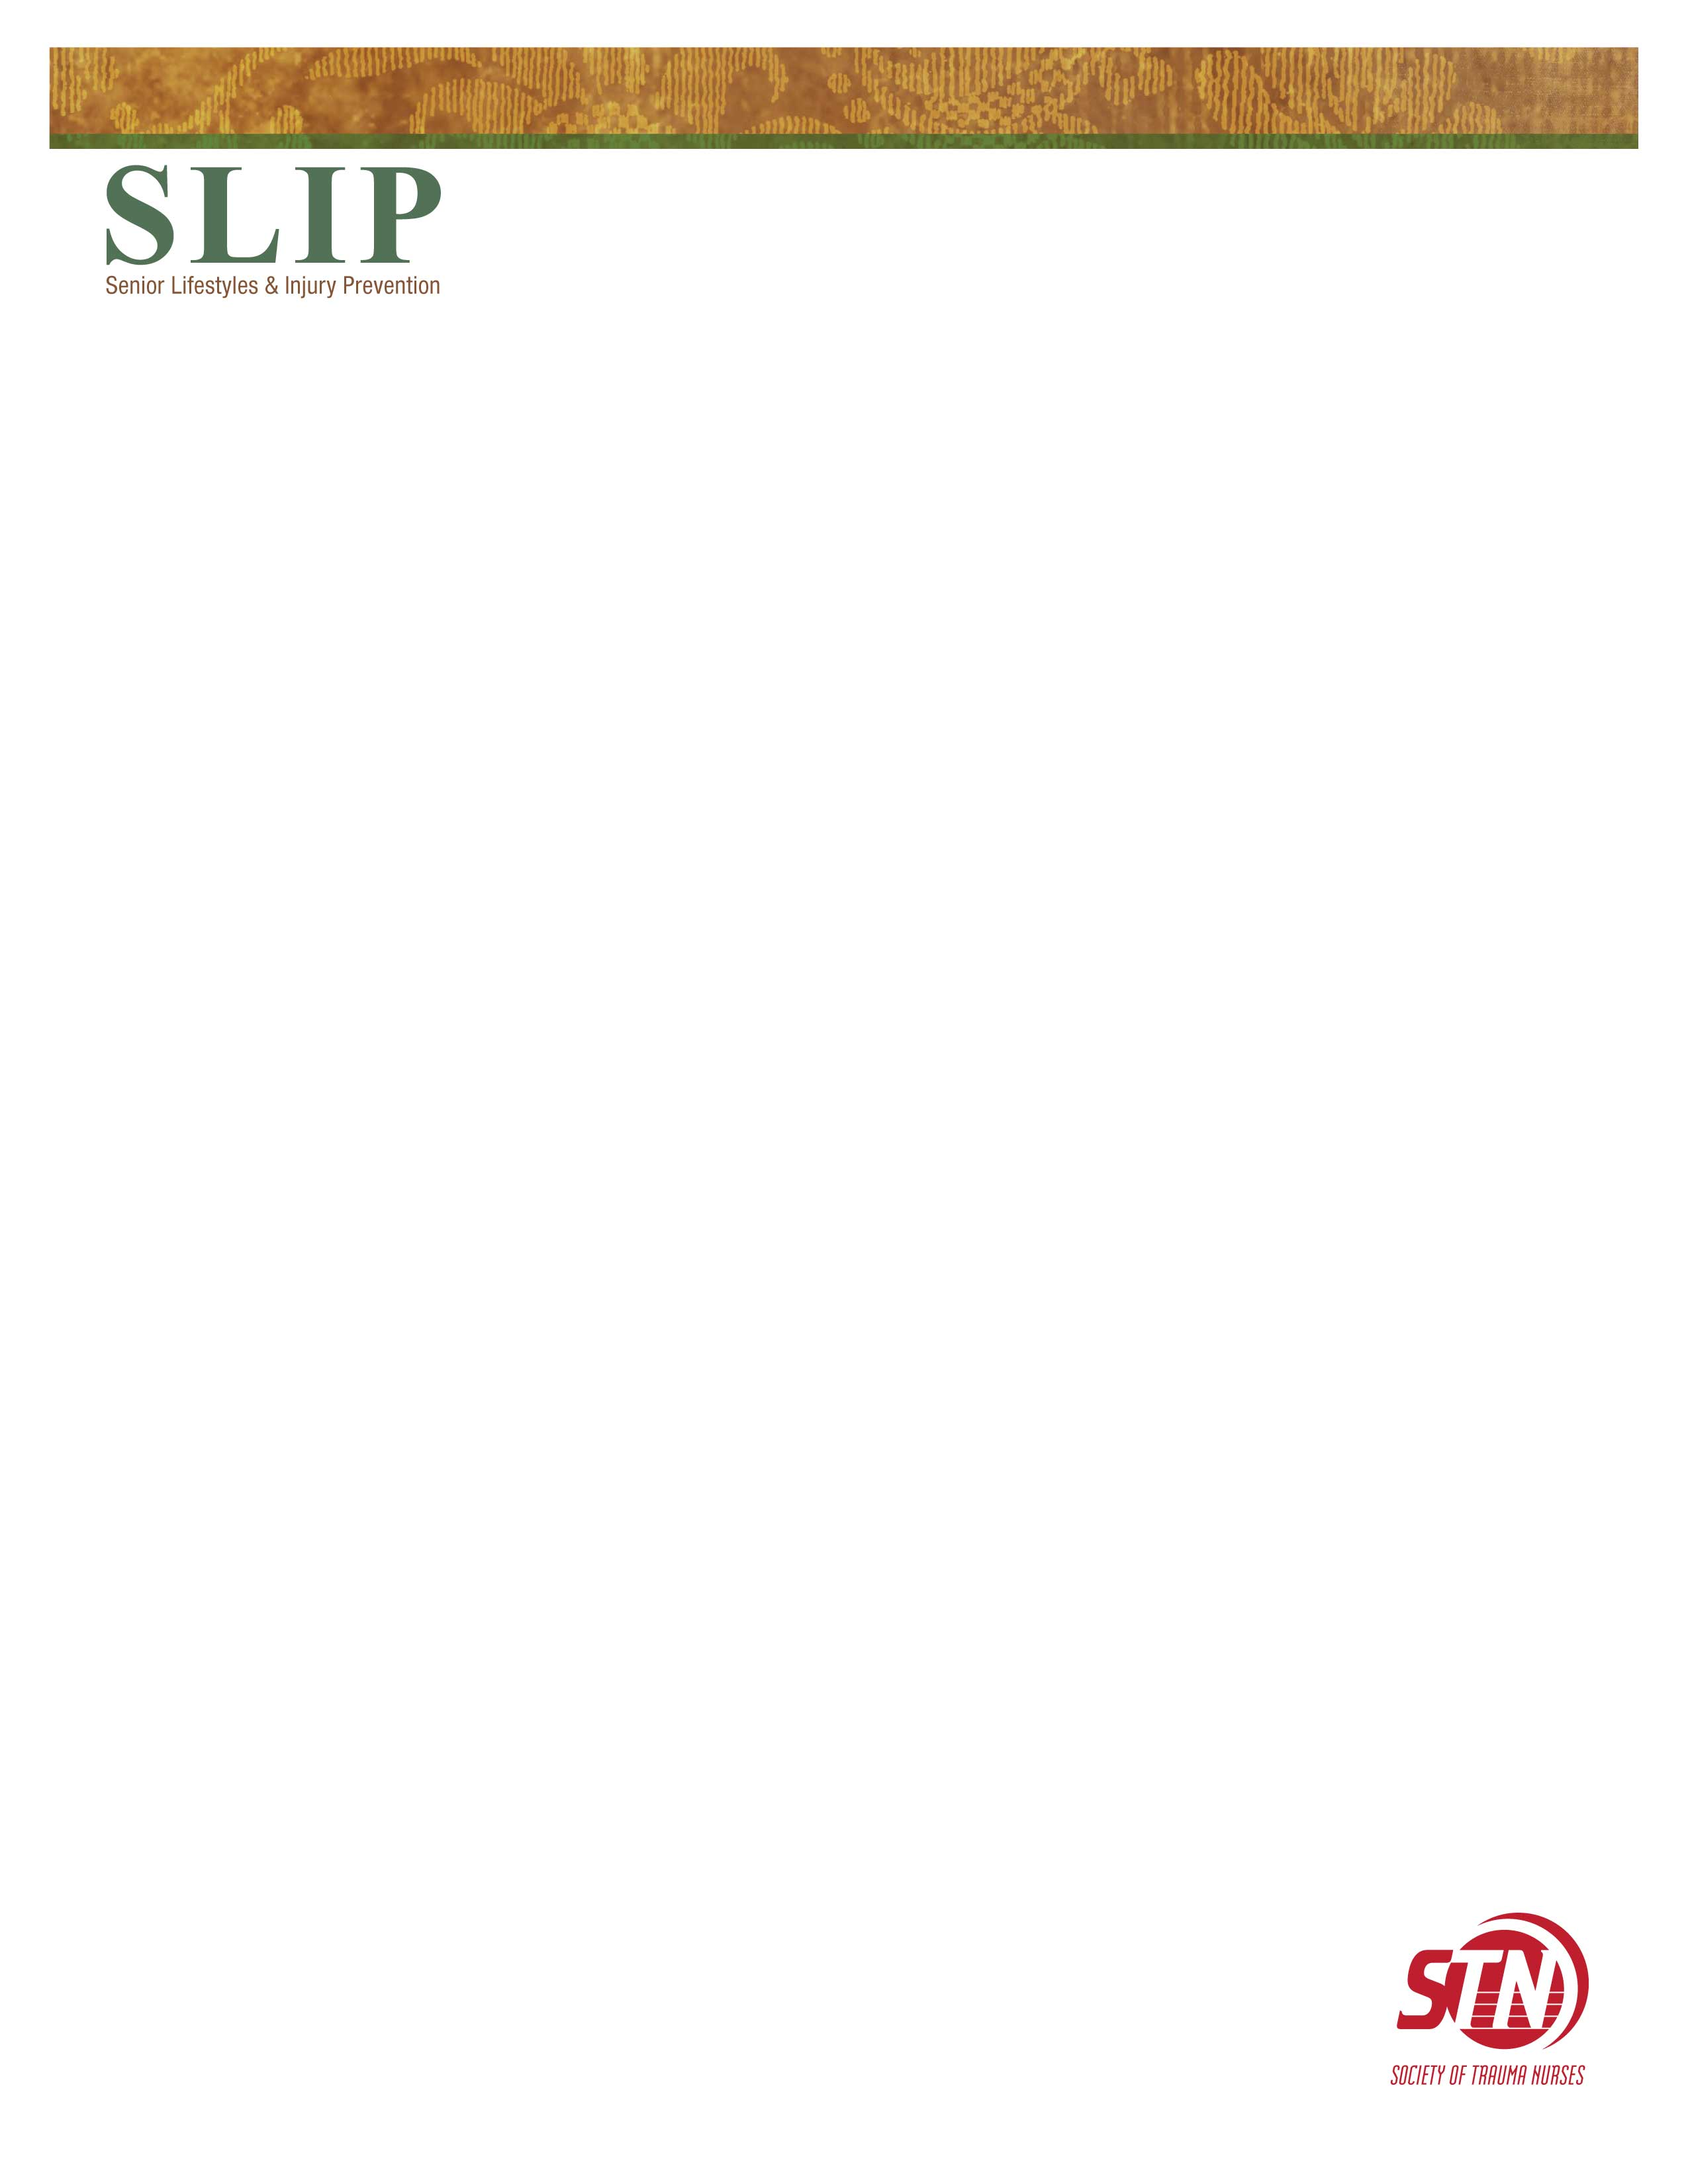 SLIP
Senior Lifestyles & Injury Prevention
STN
SOCIETY OF TRAUMA NURSES